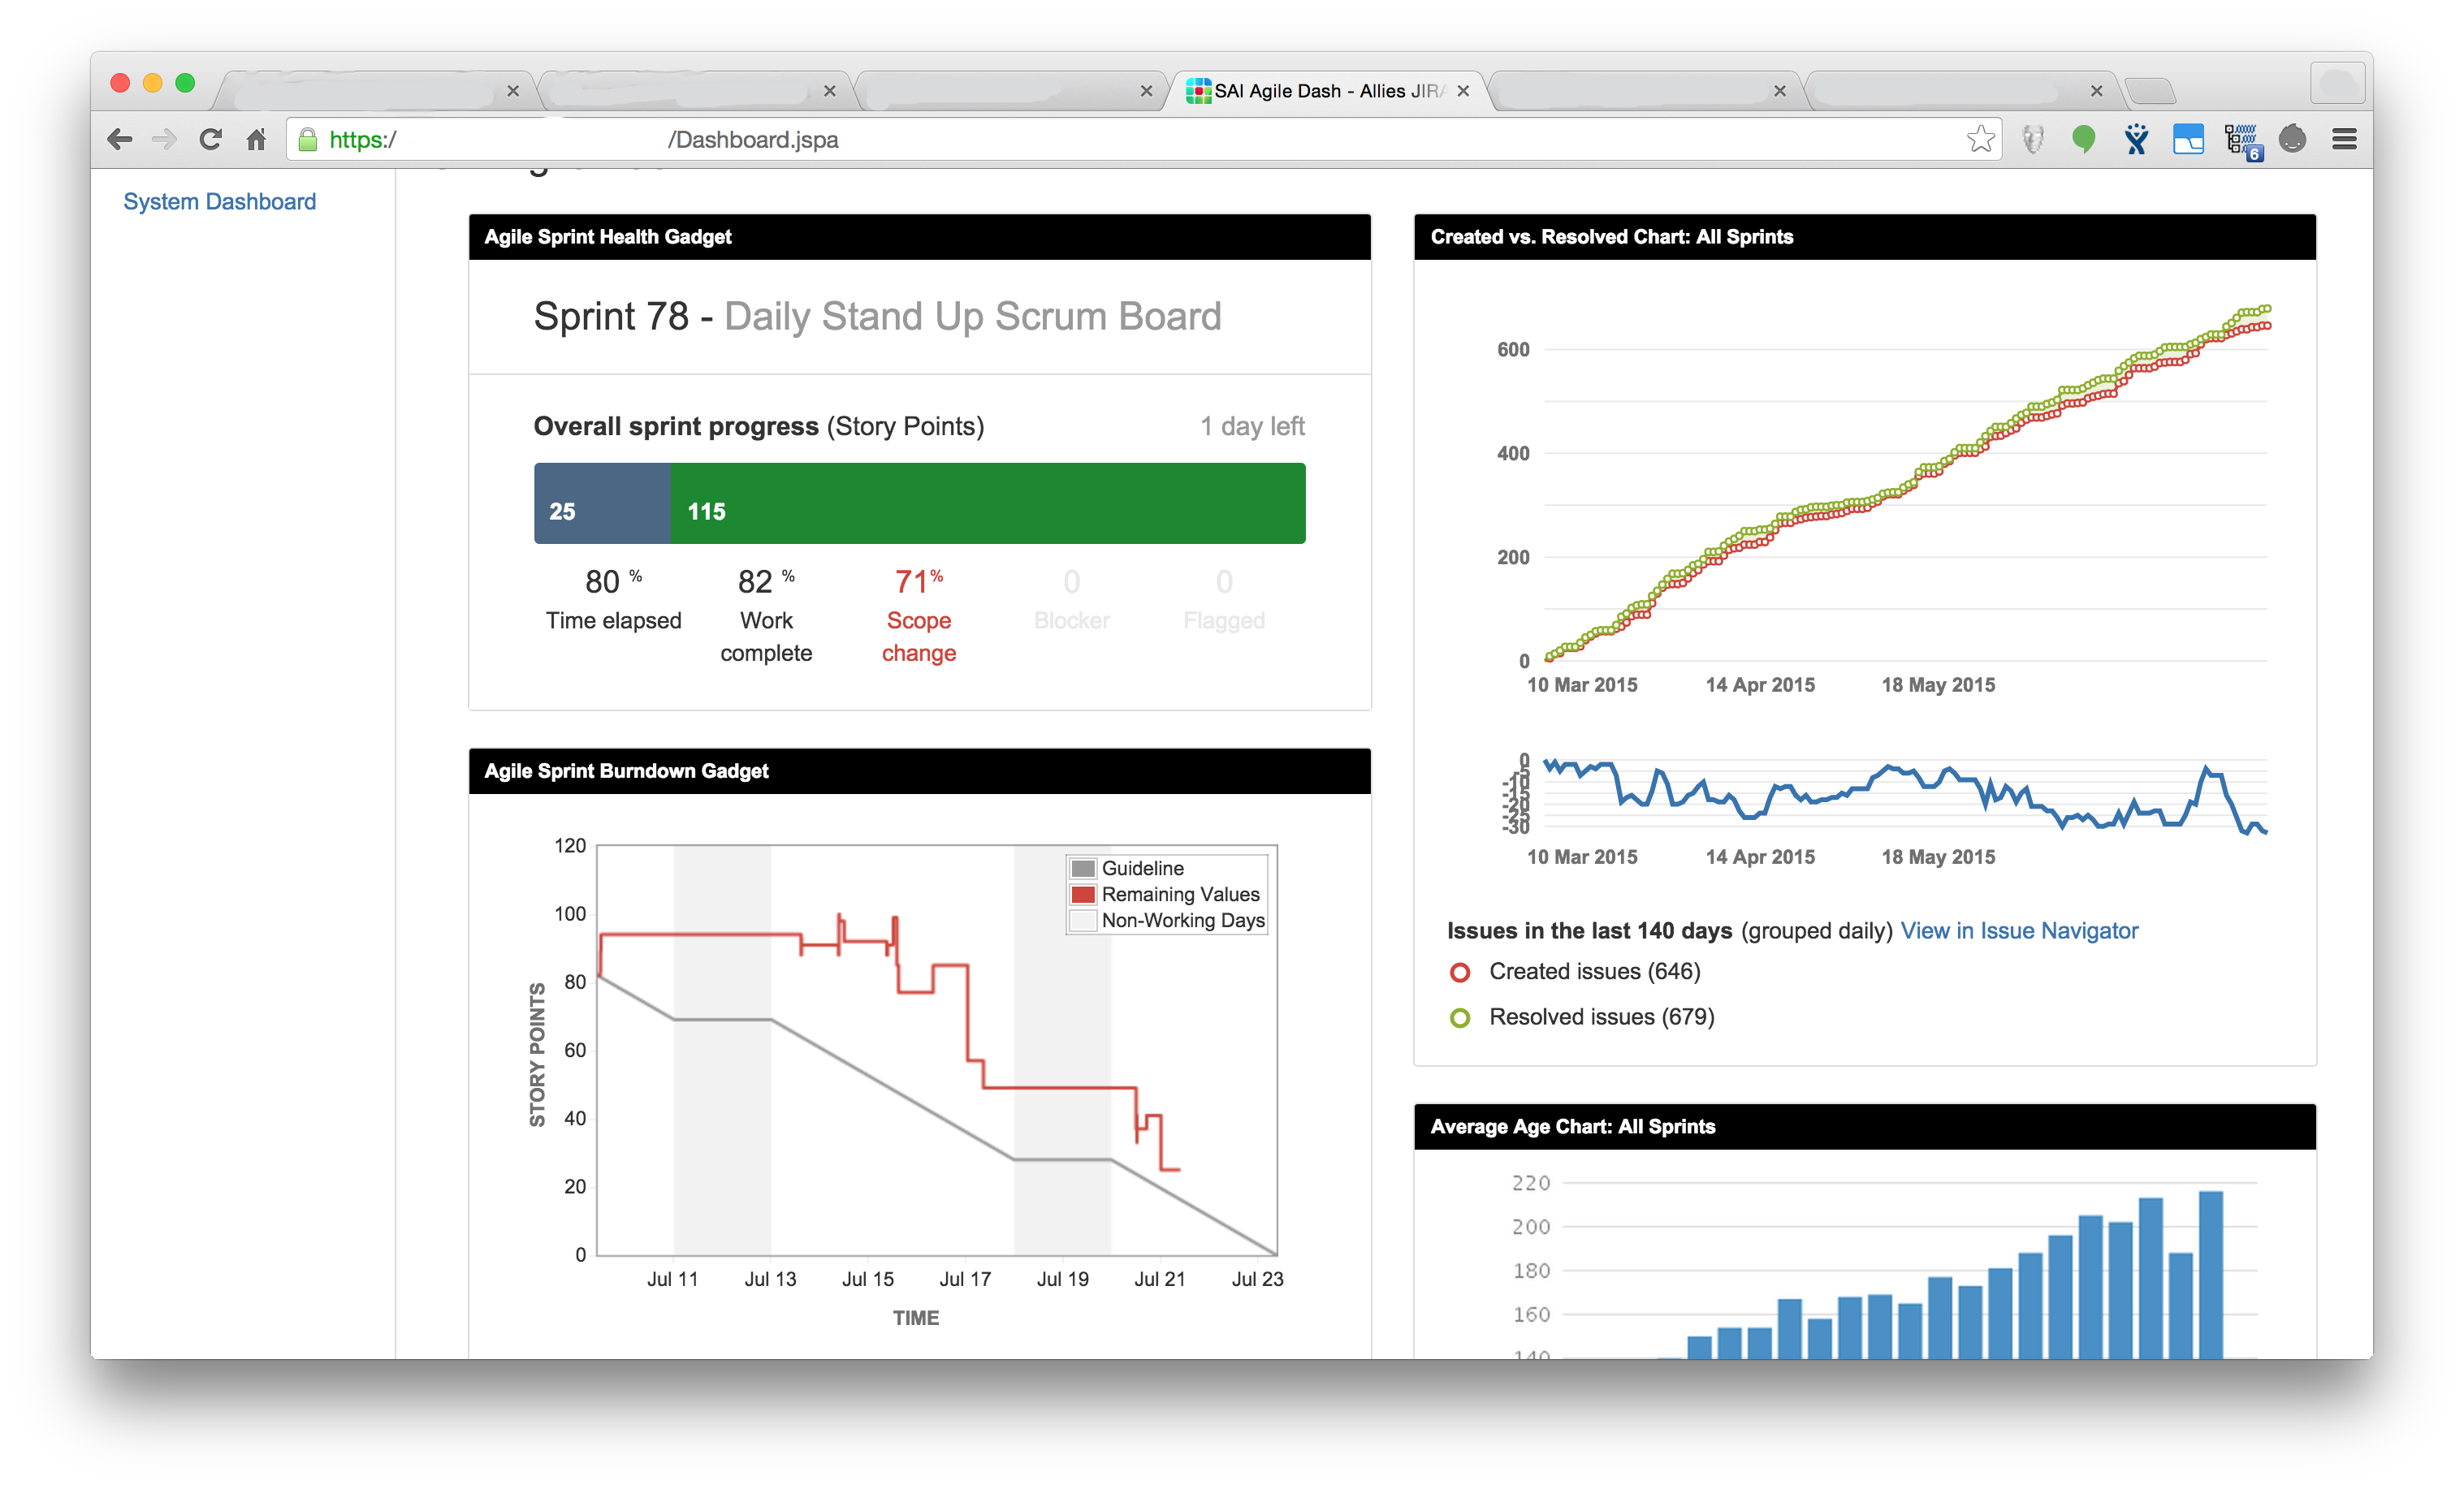 SAI Agile Dash - Allies JIRA
https:/ /Dashboard.jspa
6
System Dashboard
Agile Sprint Health Gadget
Sprint 78 - Daily Stand Up Scrum Board
Overall sprint progress (Story Points) 1 day left
25 115
80 % 82 % 71% 0 0
Time elapsed Work complete Scope change Blocker Flagged
Agile Sprint Burndown Gadget
120
100
80
60
40
20
0
STORY POINTS
Guideline
Remaining Values
Non-Working Days
Jul 11 Jul 13 Jul 15 Jul 17 Jul 19 Jul 21 Jul 23
TIME
Created vs. Resolved Chart: All Sprints
600
400
200
0
10 Mar 2015 14 Apr 2015 18 May 2015
0
-5
-10
-15
-20
-25
-30
10 Mar 2015 14 Apr 2015 18 May 2015
Issues in the last 140 days (grouped daily) View in Issue Navigator
Created issues (646)
Resolved issues (679)
Average Age Chart: All Sprints
220
200
180
160
140